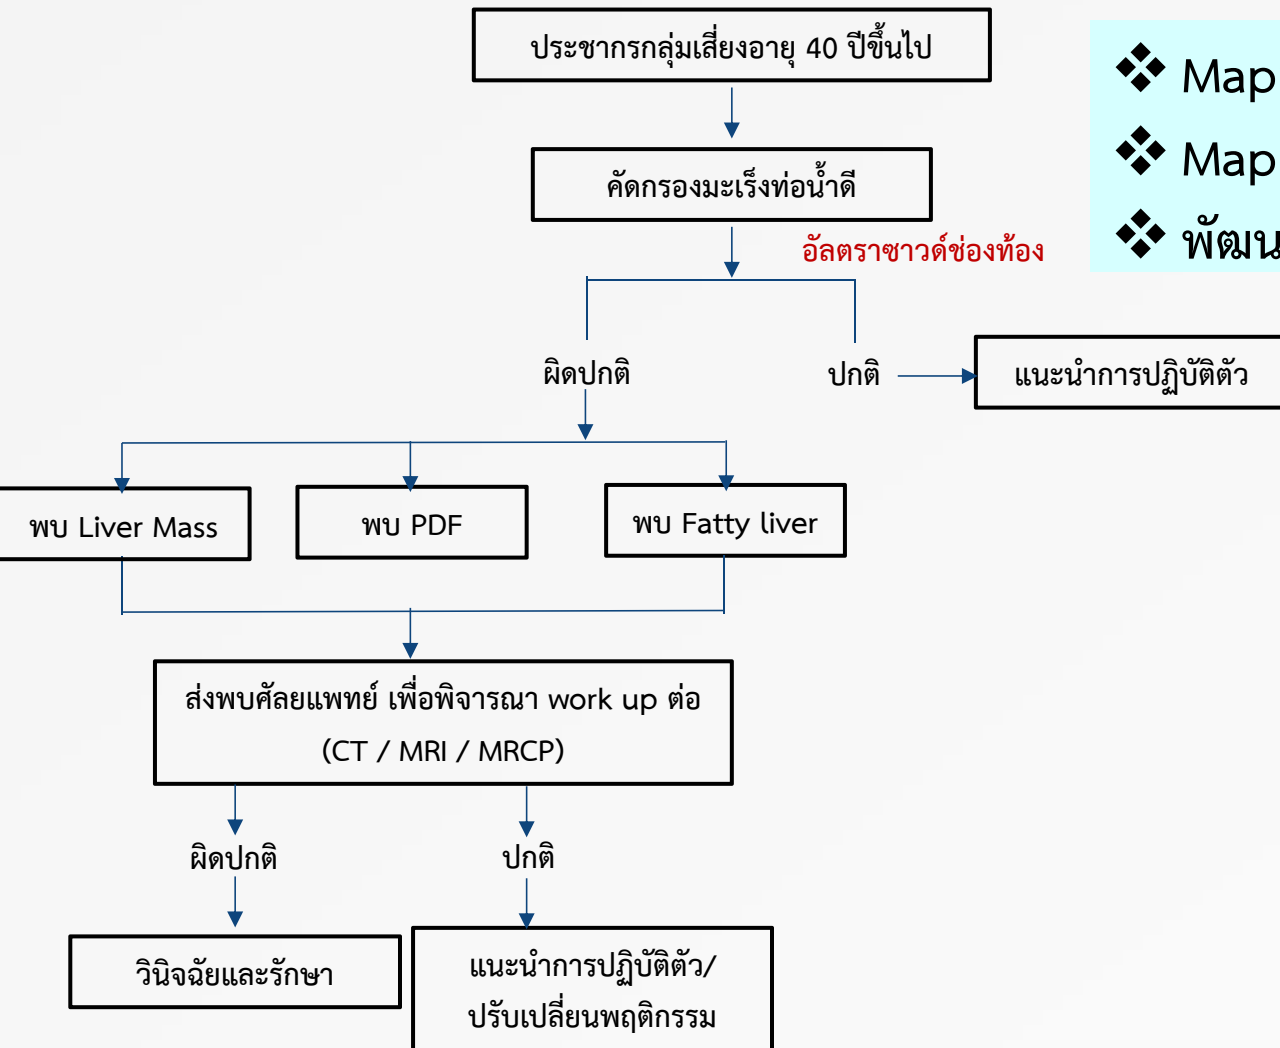 ประชากรกลุ่มเสี่ยงอายุ 40 ปีขึ้นไป
❖ Map
❖ Map
❖ พัฒน
คัดกรองมะเร็งท่อน้ำดี
อัลตราซาวด์ช่องท้อง
ผิดปกติ
ปกติ
แนะนำการปฏิบัติตัว
พบ Liver Mass
พบ PDF
พบ Fatty liver
ส่งพบศัลยแพทย์ เพื่อพิจารณา work up ต่อ
(CT / MRI / MRCP)
ผิดปกติ
ปกติ
วินิจฉัยและรักษา
แนะนำการปฏิบัติตัว/
ปรับเปลี่ยนพฤติกรรม